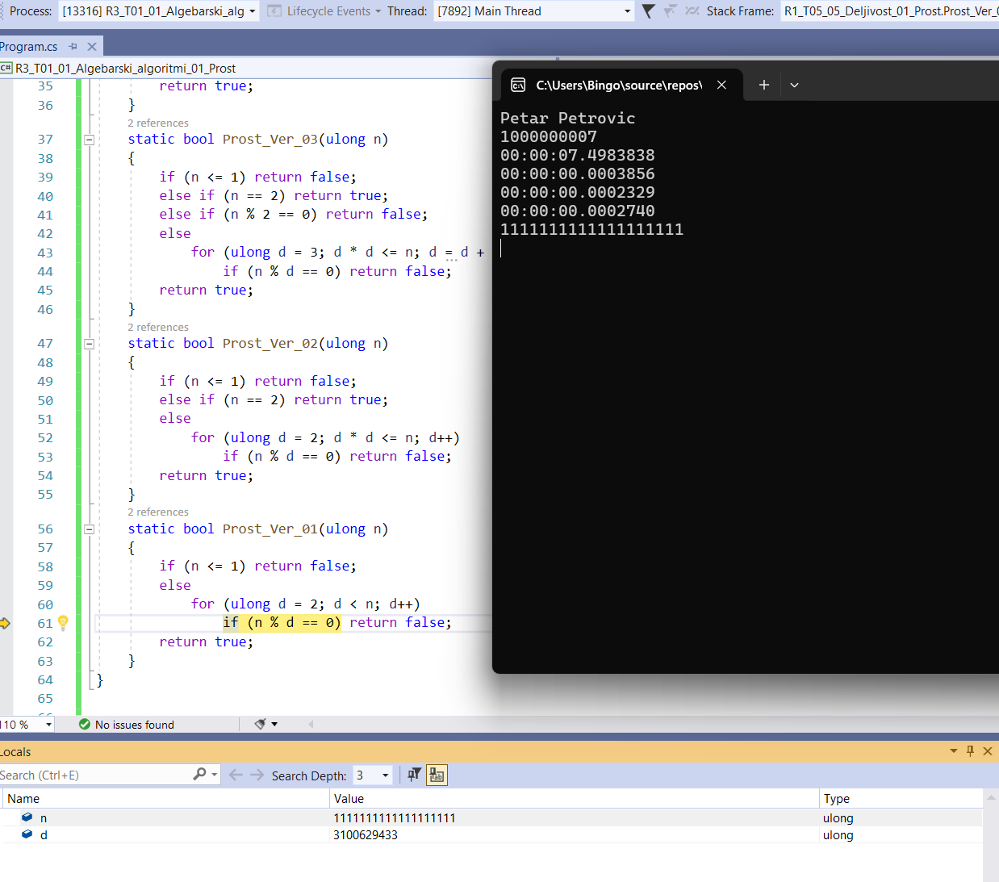 Process: [13316] R3_T01_01_Algebarski_alg Lifecycle Events Thread: [7892] Main Thread Stack Frame: R1_T05_05_Deljivost_01_Prost.Prost_Ver_0
Program.cs
C# R3_T01_01_Algebarski_algoritmi_01_Prost
35 return true;
36 }
2 references
37 static bool Prost_Ver_03(ulong n)
38 {
39 if (n <= 1) return false;
40 else if (n == 2) return true;
41 else if (n % 2 == 0) return false;
42 else
43 for (ulong d = 3; d * d <= n; d = d +
44 if (n % d == 0) return false;
45 return true;
46 }
2 references
47 static bool Prost_Ver_02(ulong n)
48 {
49 if (n <= 1) return false;
50 else if (n == 2) return true;
51 else
52 for (ulong d = 2; d * d <= n; d++)
53 if (n % d == 0) return false;
54 return true;
55 }
2 references
56 static bool Prost_Ver_01(ulong n)
57 {
58 if (n <= 1) return false;
59 else
60 for (ulong d = 2; d < n; d++)
61 if (n % d == 0) return false;
62 return true;
63 }
64 }
65
C:\Users\Bingo\source\repos\
Petar Petrovic
1000000007
00:00:07.4983838
00:00:00.0003856
00:00:00.0002329
00:00:00.0002740
1111111111111111111
110 % No issues found
Locals
Search (Ctrl+E) Search Depth: 3
Name Value Type
n 1111111111111111111 ulong
d 3100629433 ulong